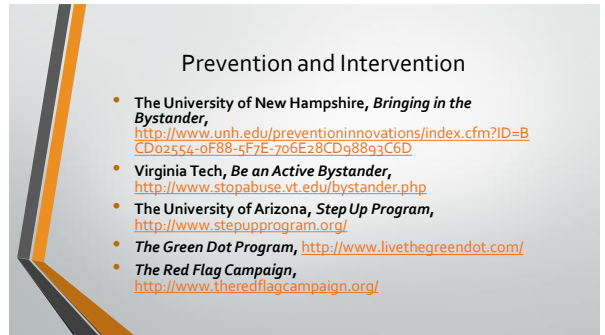 Prevention and Intervention
• The University of New Hampshire, Bringing in the
Bystander,
http://www.unh.edu/preventioninnovations/index.cfm?ID=B
CD02554-0F88-5F7E-706E28CD98893C6D
• Virginia Tech, Be an Active Bystander,
http://www.stopabuse.vt.edu/bystander.php
• The University of Arizona, Step Up Program,
http://www.stepupprogram.org/
• The Green Dot Program, http://www.livethegreendot.com/
• The Red Flag Campaign,
http://www.theredflagcampaign.org/